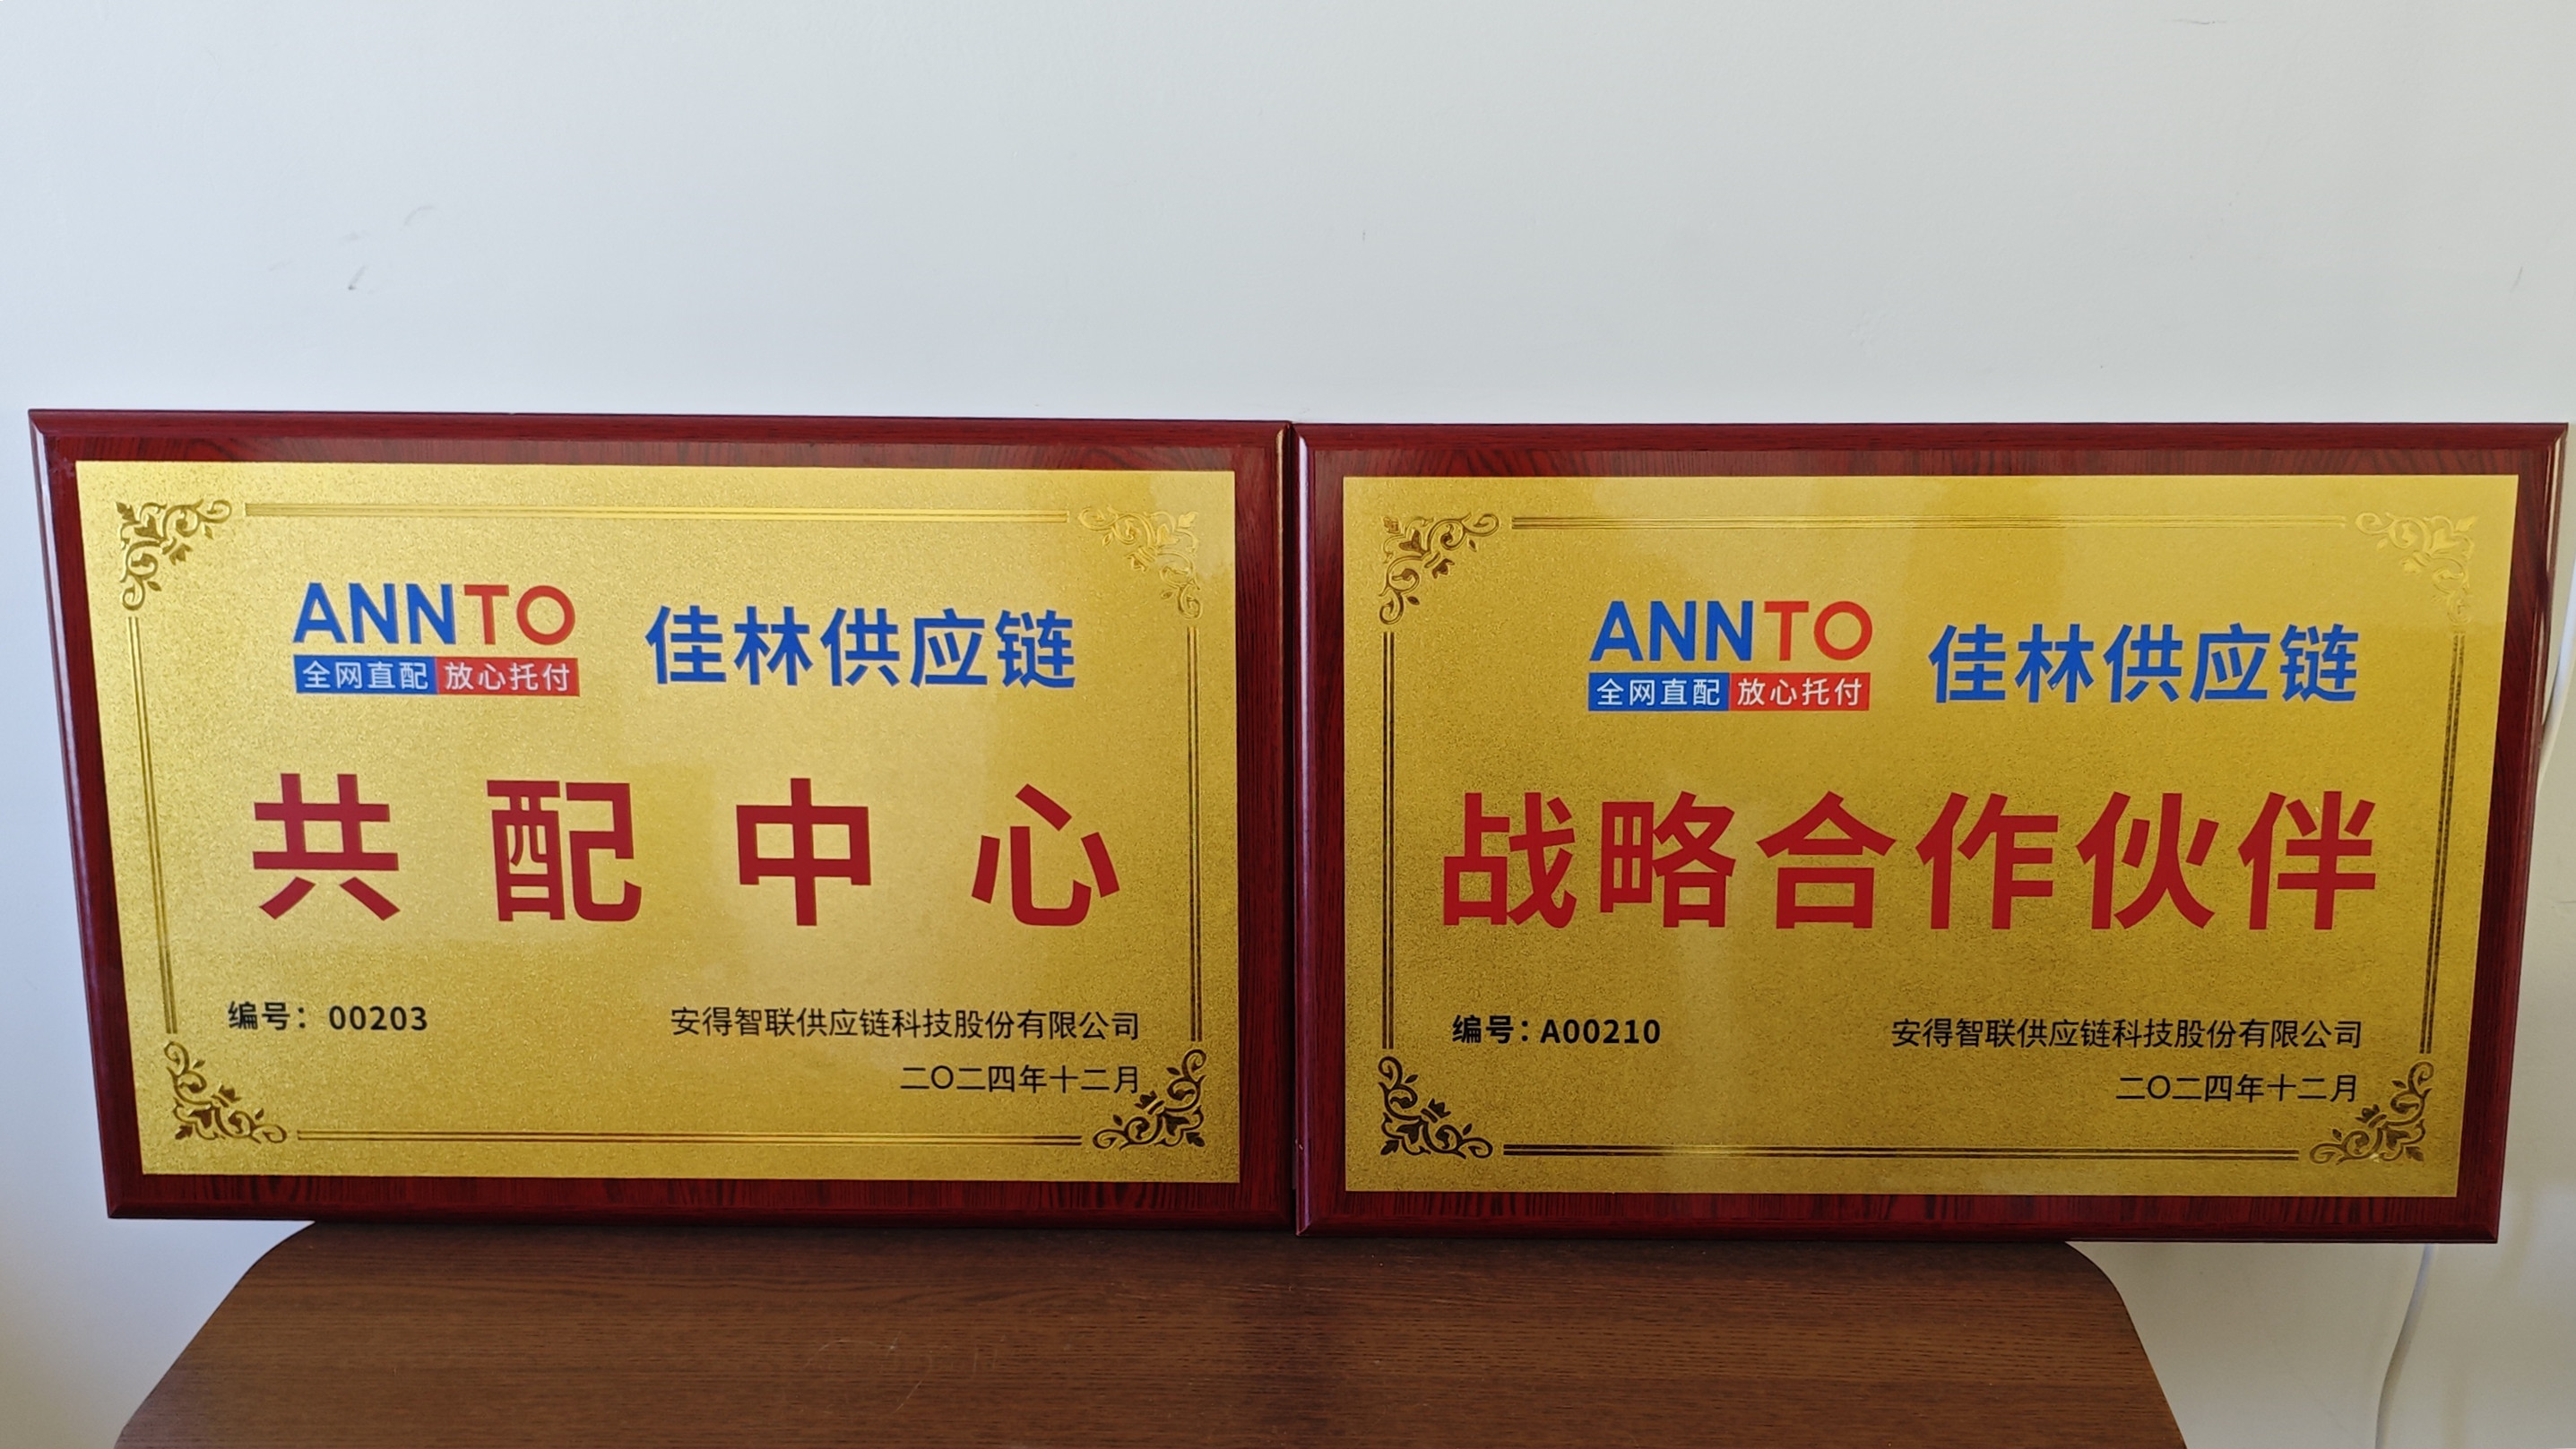 ANNTO
全网直配 放心托付
佳林供应链
共配中心
编号：00203
安得智联供应链科技股份有限公司
二〇二四年十二月
ANNTO
全网直配 放心托付
佳林供应链
战略合作伙伴
编号：A00210
安得智联供应链科技股份有限公司
二〇二四年十二月